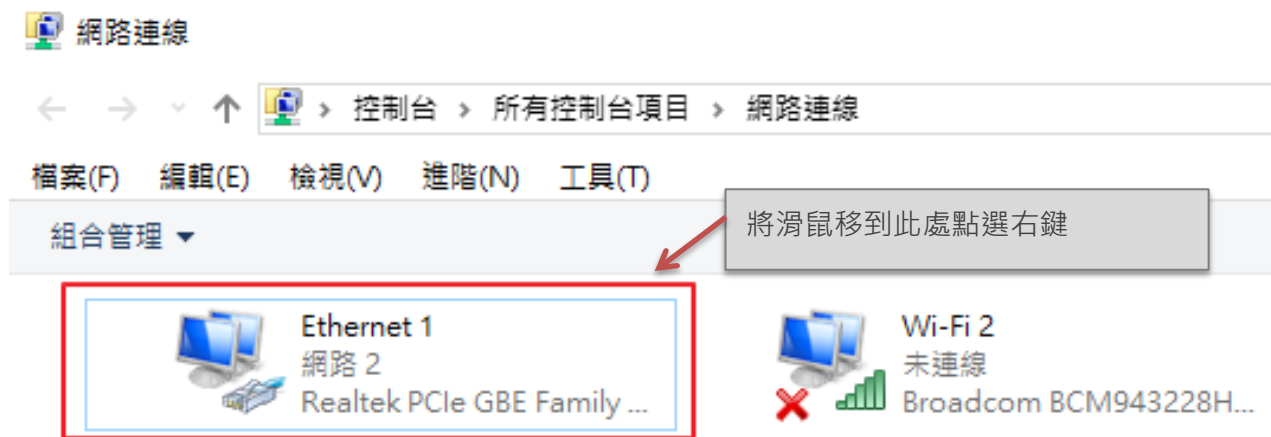 網路連線
控制台 › 所有控制台項目 › 網路連線
檔案(F) 編輯(E) 檢視(V) 進階(N) 工具(T)
組合管理
將滑鼠移到此處點選右鍵
Ethernet 1
網路 2
Realtek PCIe GBE Family ...
Wi-Fi 2
未連線
Broadcom BCM943228H...